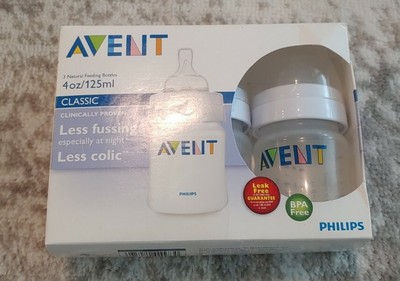 AVENT
3 Natural Feeding Bottles
4oz/125ml
CLASSIC
CLINICALLY PROVEN
Less fussing
especially at night
Less colic
AVENT
PHILIPS
AVENT
Leak
Free
GUARANTEE
BPA
Free
PHILIPS